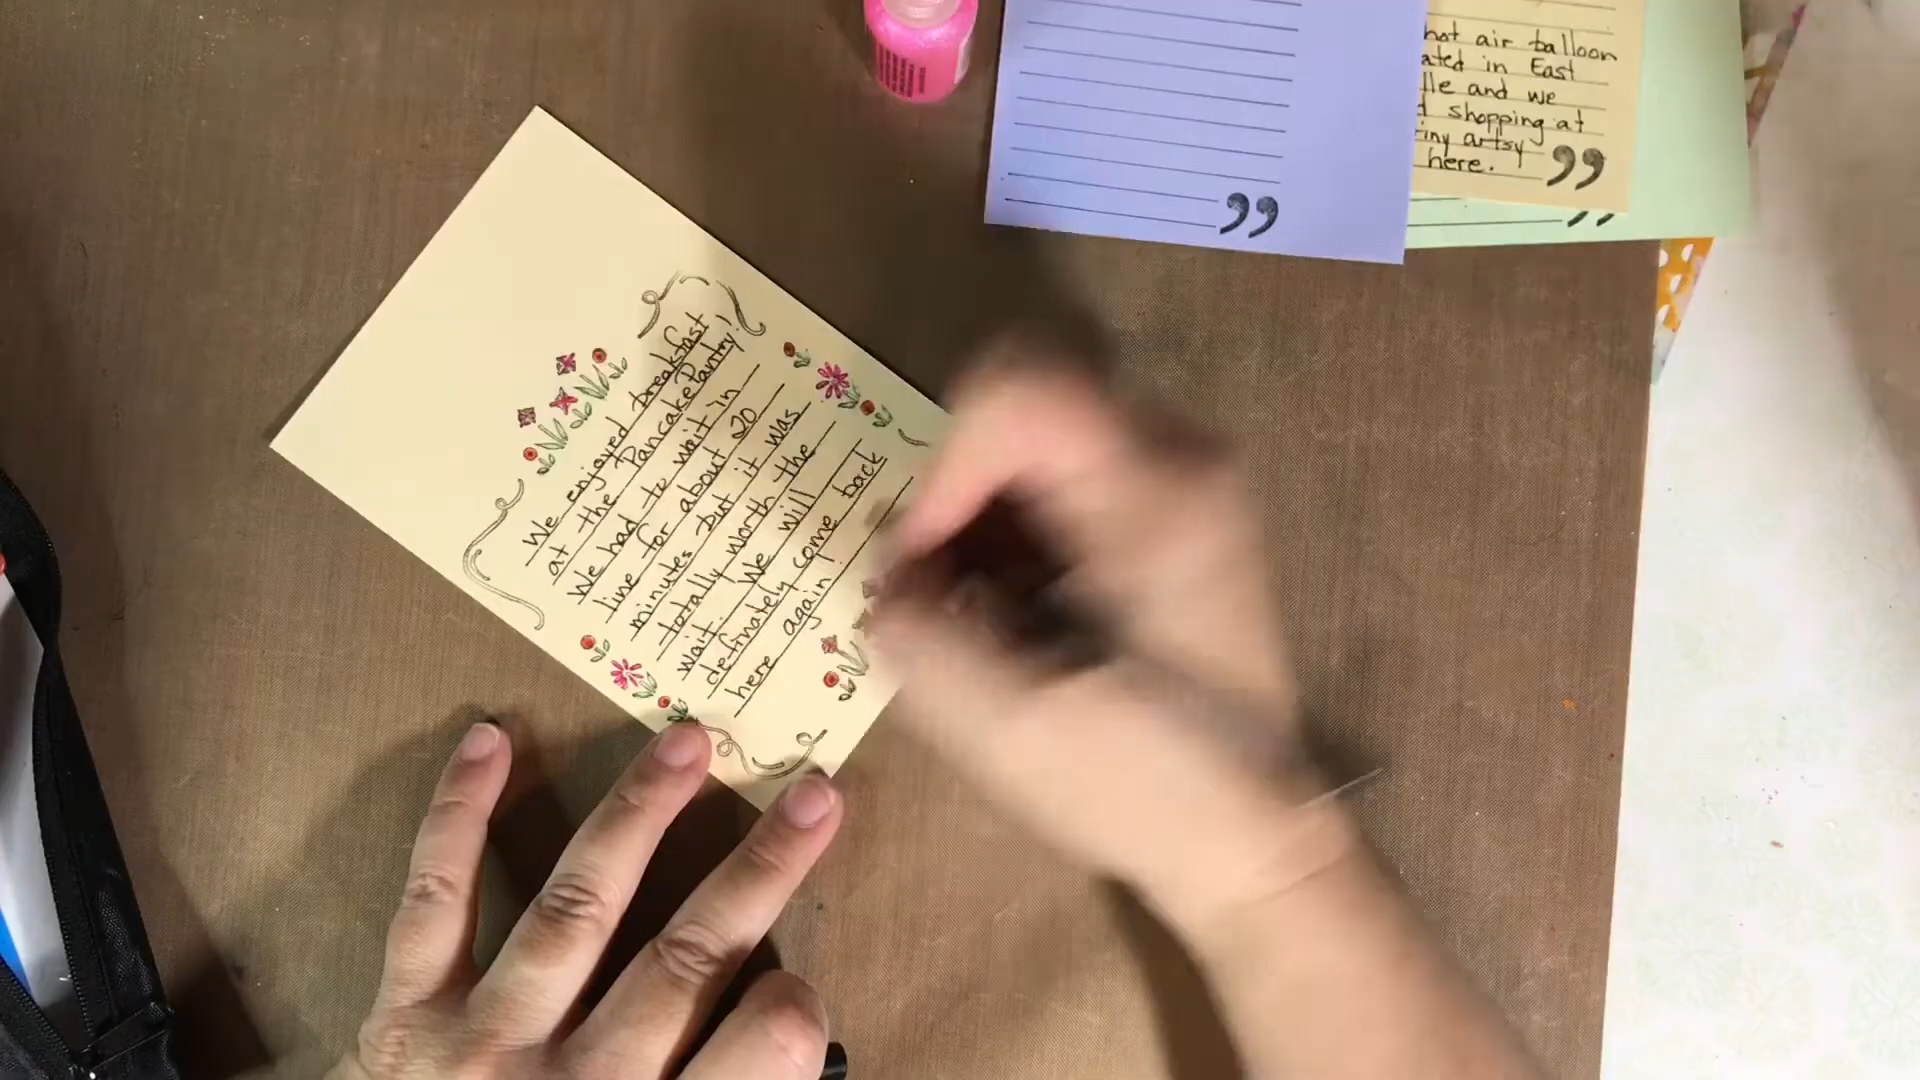 We enjoyed breakfast
at the Pancake Pantry!
We had to wait in
line for about 20
minutes but it was
totally worth the
wait. We will
definately come back
here again!
hot air balloon
ated in East
lle and we
shopping at
iny artsy
here.
”
”
”